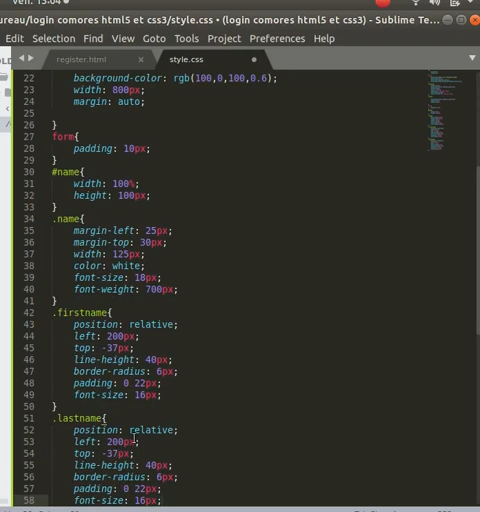 Ven. 15:04
ureau/login comores html5 et css3/style.css • (login comores html5 et css3) - Sublime Te...
Edit Selection Find View Goto Tools Project Preferences Help
register.html style.css
22 background-color: rgb(100,0,100,0.6);
23 width: 800px;
24 margin: auto;
25
26 }
27 form{
28 padding: 10px;
29 }
30 #name{
31 width: 100%;
32 height: 100px;
33 }
34 .name{
35 margin-left: 25px;
36 margin-top: 30px;
37 width: 125px;
38 color: white;
39 font-size: 18px;
40 font-weight: 700px;
41 }
42 .firstname{
43 position: relative;
44 left: 200px;
45 top: -37px;
46 line-height: 40px;
47 border-radius: 6px;
48 padding: 0 22px;
49 font-size: 16px;
50 }
51 .lastname{
52 position: relative;
53 left: 200px;
54 top: -37px;
55 line-height: 40px;
56 border-radius: 6px;
57 padding: 0 22px;
58 font-size: 16px;